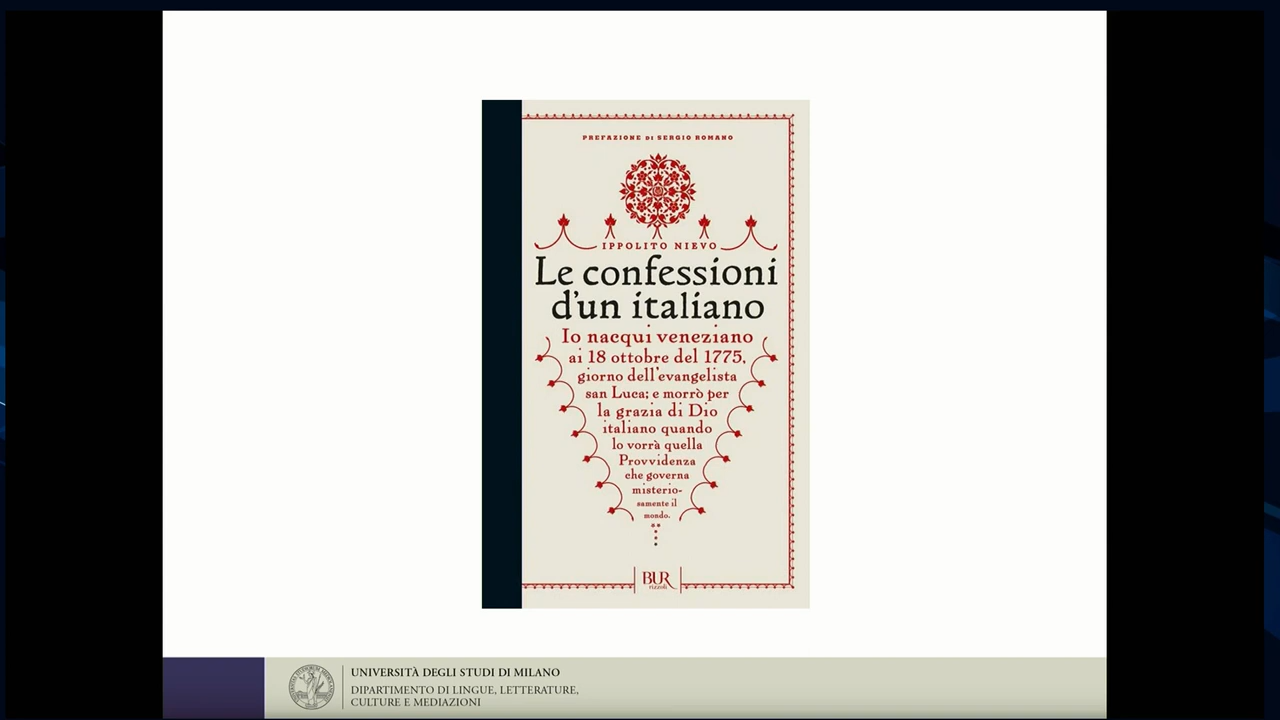 PREFAZIONE DI SERGIO ROMANO
IPPOLITO NIEVO
Le confessioni
d'un italiano
Io nacqui veneziano
ai 18 ottobre del 1775,
giorno dell'evangelista
san Luca; e morrò per
la grazia di Dio
italiano quando
lo vorrà quella
Provvidenza
che governa
misterio-
samente il
mondo.
BUR
rizzoli
UNIVERSITÀ DEGLI STUDI DI MILANO
DIPARTIMENTO DI LINGUE, LETTERATURE,
CULTURE E MEDIAZIONI